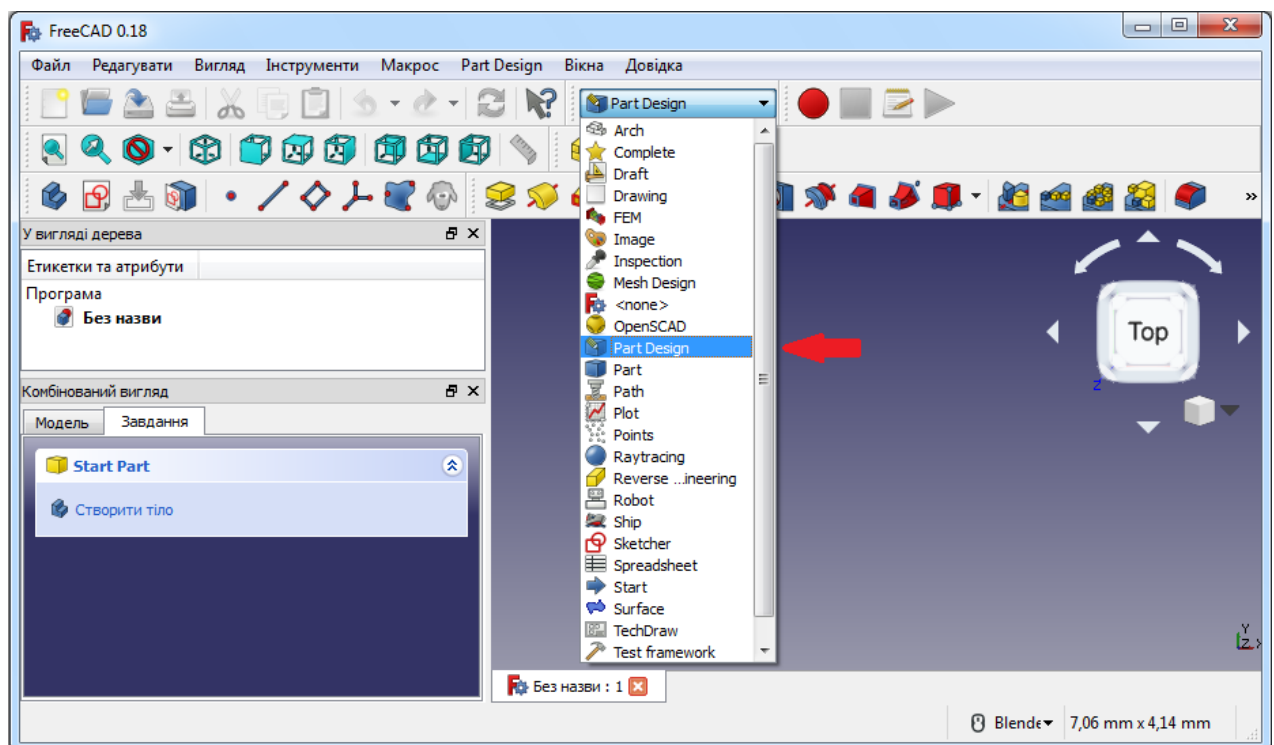 FreeCAD 0.18
Файл Редагувати Вигляд Інструменти Макрос Part Design Вікна Довідка
Part Design
Arch
Complete
Draft
Drawing
FEM
Image
Inspection
Mesh Design
<none>
OpenSCAD
Part Design
Part
Path
Plot
Points
Raytracing
Reverse ...ineering
Robot
Ship
Sketcher
Spreadsheet
Start
Surface
TechDraw
Test framework
У вигляді дерева
Етикетки та атрибути
Програма
Без назви
Комбінований вигляд
Модель Завдання
Start Part
Створити тіло
Top
Z
Y
Z X
Без назви : 1
Blende 7,06 mm x 4,14 mm